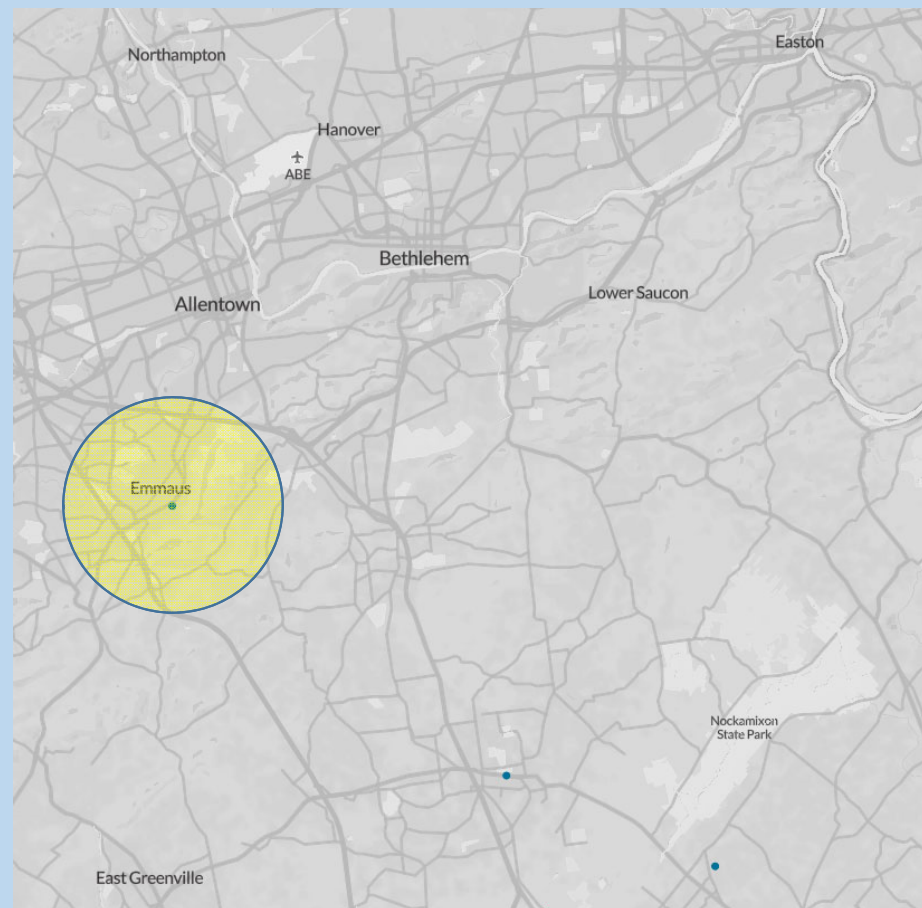 Easton
Northampton
Hanover
ABE
Bethlehem
Lower Saucon
Allentown
Emmaus
Nockamixon
State Park
East Greenville